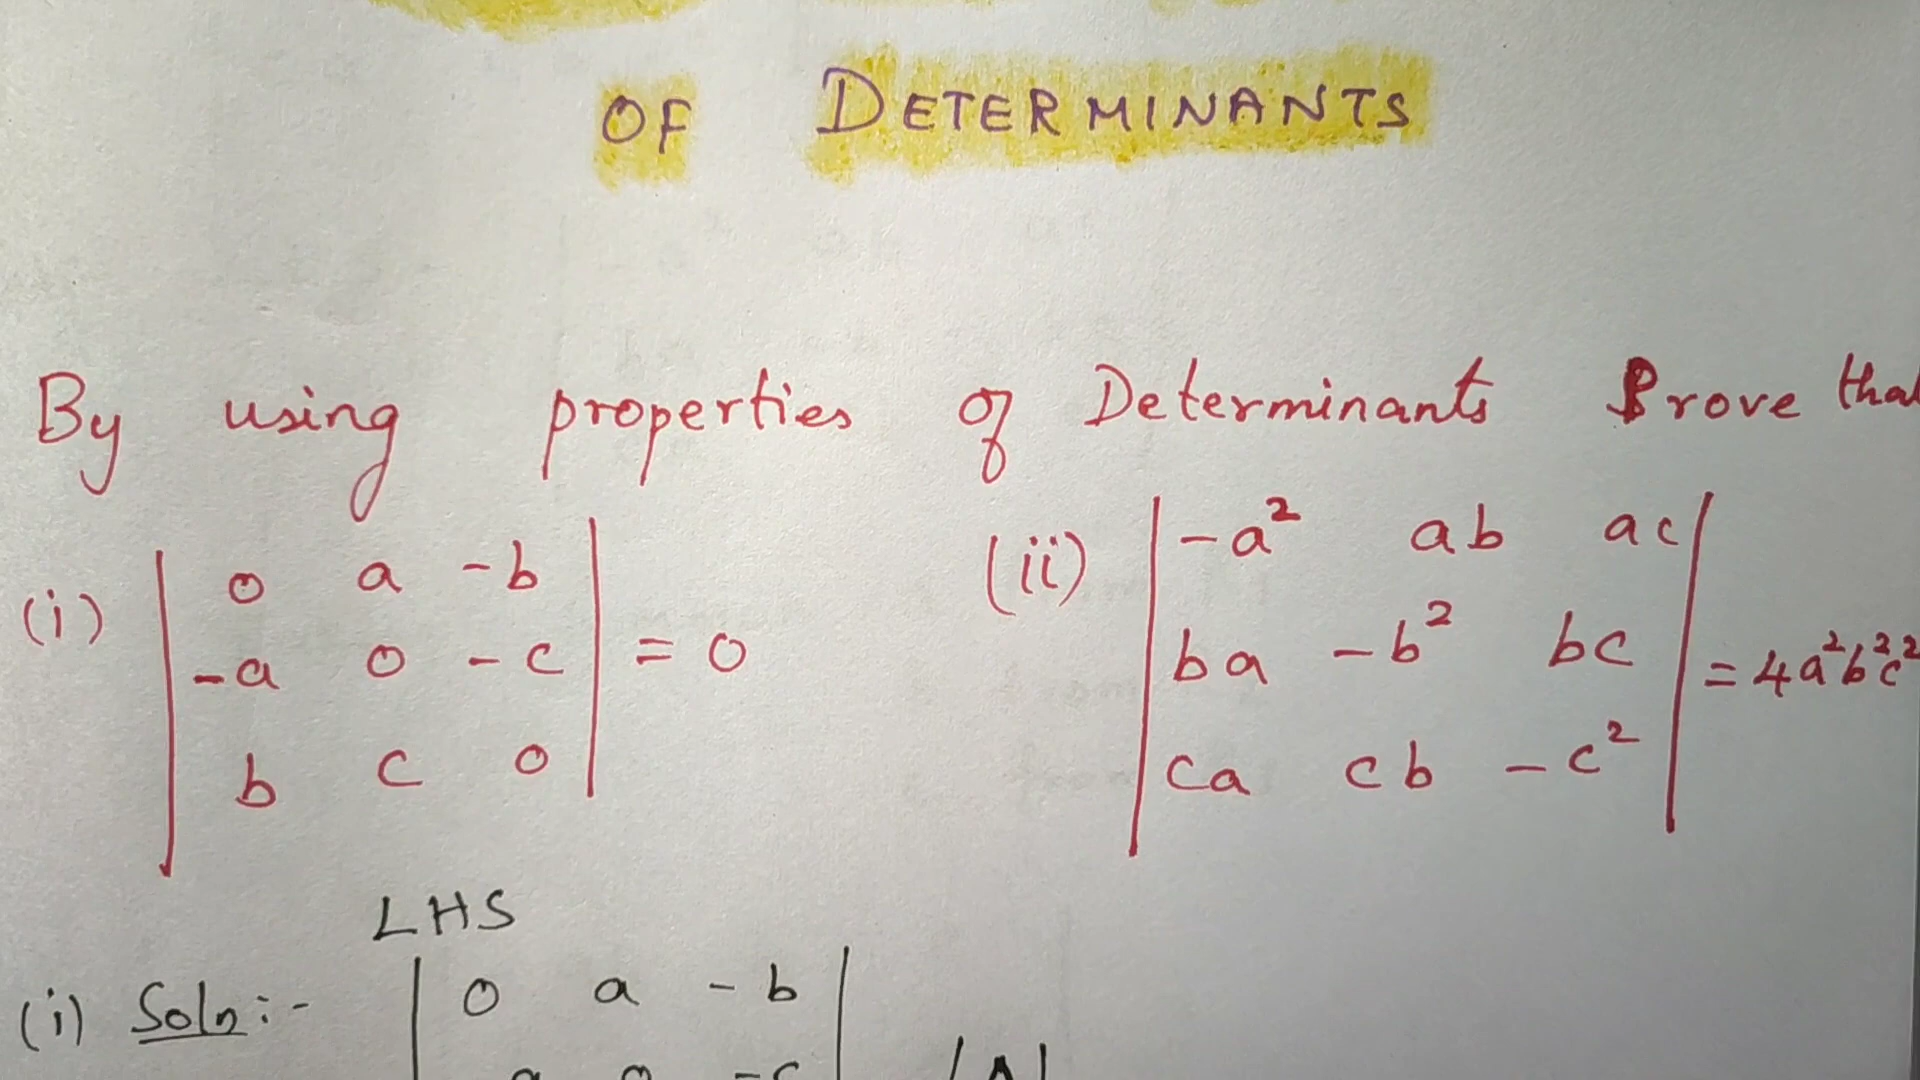 OF DETERMINANTS
By using properties of Determinants Prove that
(i) | 0 a -b | = 0 (ii) | -a² ab ac | = 4a²b²c²
| -a 0 -c | | ba -b² bc |
| b c 0 | | ca cb -c² |
LHS
(i) Soln:- | 0 a -b |